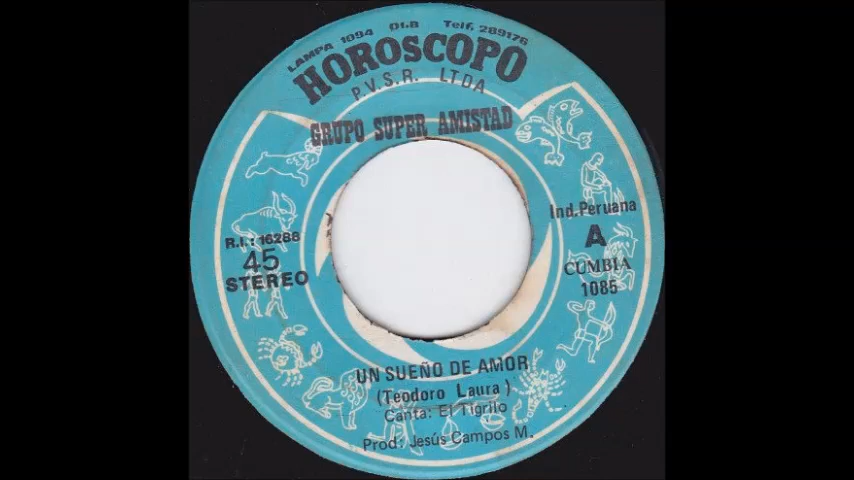 LAMPA 1094 Of.8 Telf. 289176
HOROSCOPO
P.V.S.R. LTDA
GRUPO SUPER AMISTAD
Ind. Peruana
R.I.: 16288
A
45
CUMBIA
STEREO
1085
UN SUEÑO DE AMOR
(Teodoro Laura)
Canta: El Tigrillo
Prod: Jesús Campos M.